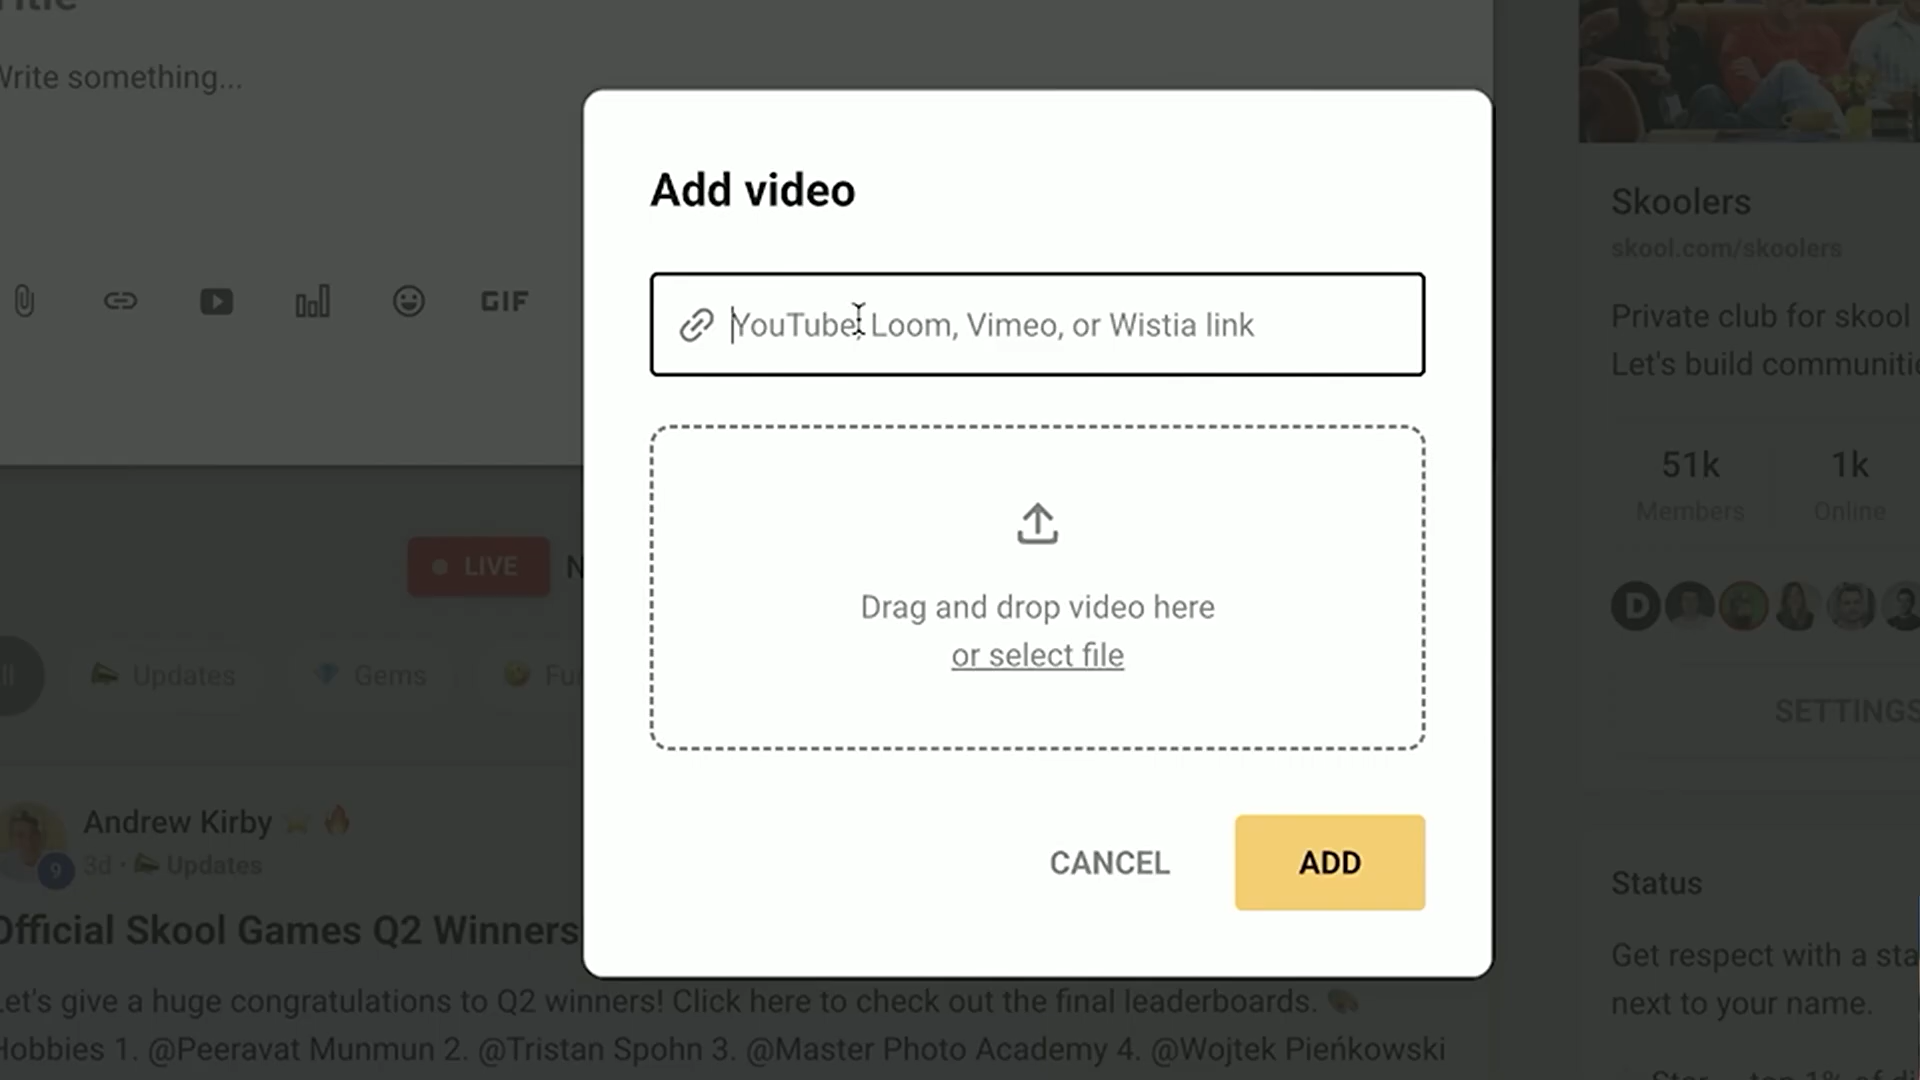 Title
Write something...
GIF
Add video
YouTube, Loom, Vimeo, or Wistia link
Drag and drop video here
or select file
CANCEL
ADD
LIVE
Updates
Gems
Andrew Kirby
9
3d · Updates
Official Skool Games Q2 Winners
Let's give a huge congratulations to Q2 winners! Click here to check out the final leaderboards.
Hobbies 1. @Peeravat Munmun 2. @Tristan Spohn 3. @Master Photo Academy 4. @Wojtek Pieńkowski
Skoolers
skool.com/skoolers
Private club for skool
Let's build communiti
51k
1k
Members
Online
D
SETTINGS
Status
Get respect with a sta
next to your name.